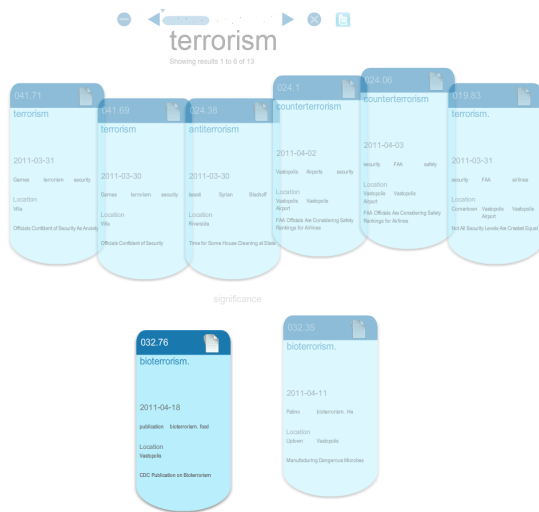 terrorism
Showing results 1 to 6 of 13
041.71
terrorism
2011-03-31
Games terrorism security
Location
Villa
Officials Confident of Security As Anxiety
041.69
terrorism
2011-03-30
Games terrorism security
Location
Villa
Officials Confident of Security
024.38
antiterrorism
2011-03-30
Israeli Syrian
Location
Riverside
Time for Some House Cleaning at State
024.1
counterterrorism
2011-04-02
Vastopolis Airports security
Location
Vastopolis Vastopolis
Airport
FAA Officials Are Considering Safety
Rankings for Airlines
024.06
counterterrorism
2011-04-03
security FAA safety
Location
Vastopolis Vastopolis
Airport
FAA Officials Are Considering Safety
Rankings for Airlines
019.83
terrorism.
2011-03-31
security FAA airlines
Location
Cornertown Vastopolis Vastopolis
Airport
Not All Security Levels Are Created Equal
significance
032.76
bioterrorism.
2011-04-18
publication bioterrorism. food
Location
Vastopolis
CDC Publication on Bioterrorism
032.35
bioterrorism.
2011-04-11
bioterrorism. He
Location
Uptown Vastopolis
Manufacturing Dangerous Microbes